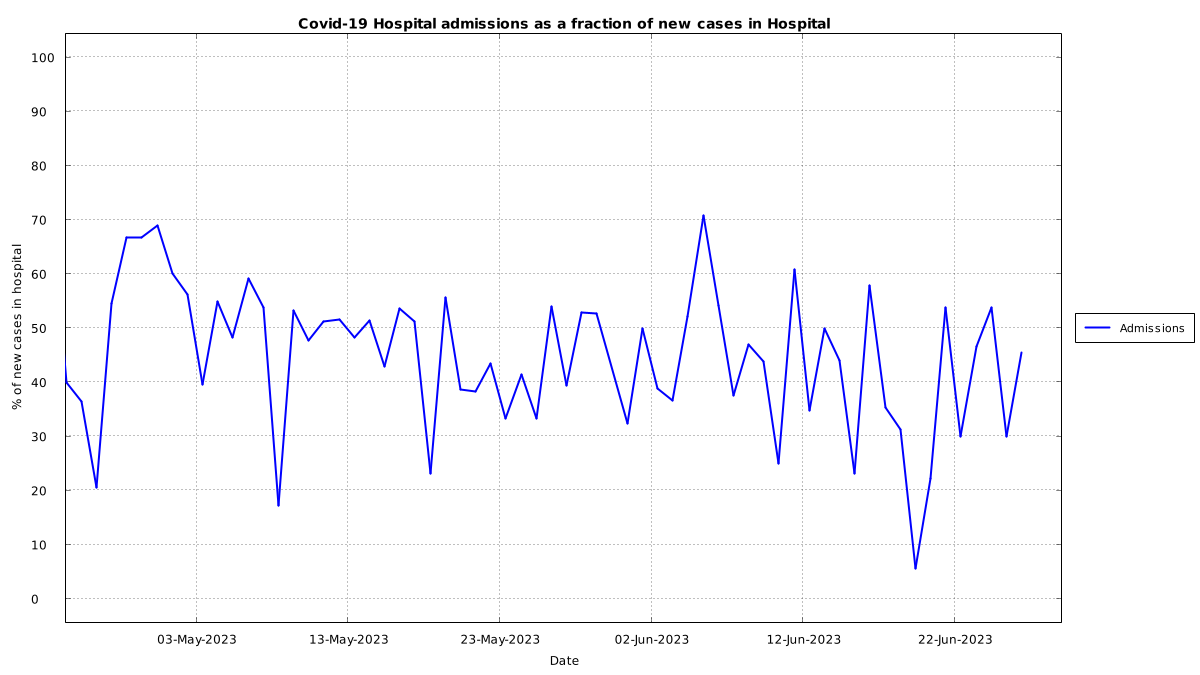 Covid-19 Hospital admissions as a fraction of new cases in Hospital
100
90
80
70
60
50
40
30
20
10
0
% of new cases in hospital
03-May-2023
13-May-2023
23-May-2023
02-Jun-2023
12-Jun-2023
22-Jun-2023
Date
Admissions